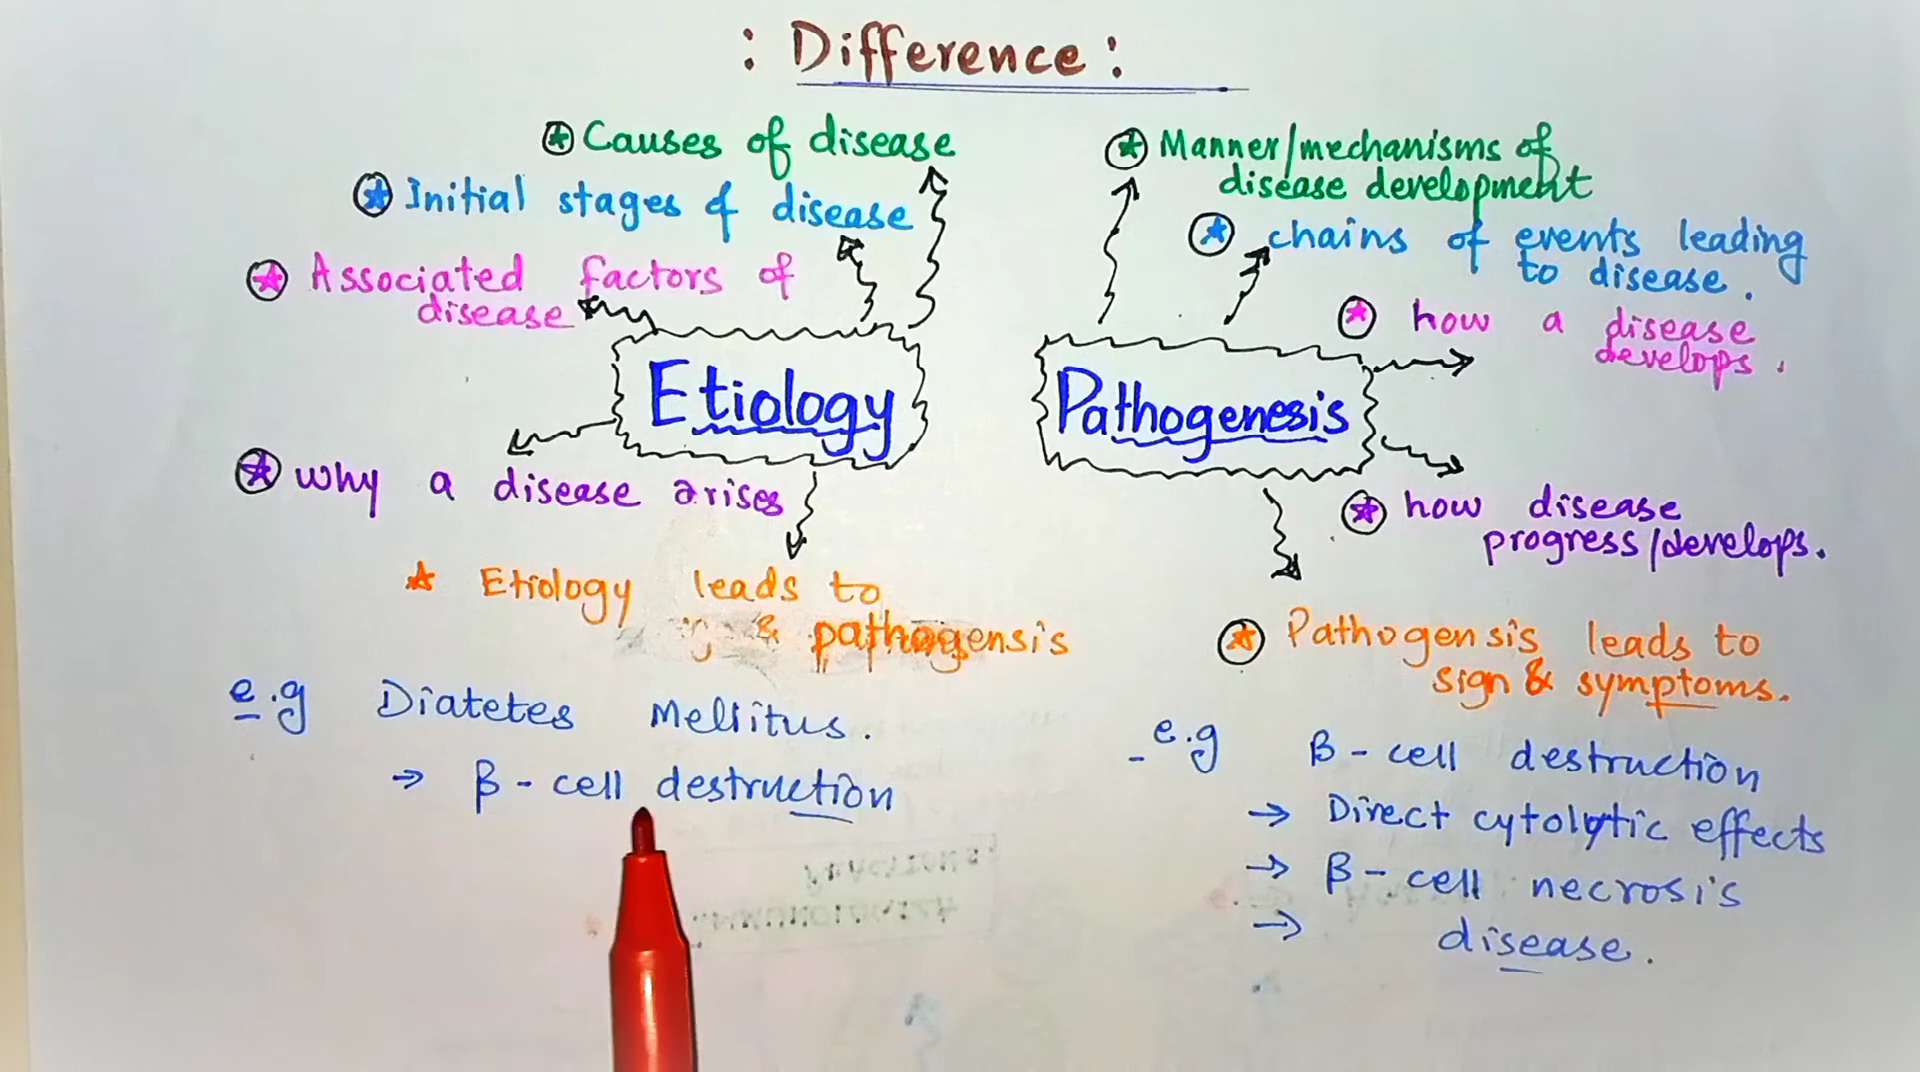 : Difference :
Causes of disease
Initial stages of disease
Associated factors of
disease
Etiology
why a disease arises
Etiology leads to
& pathogensis
e.g Diatetes Mellitus.
→ β - cell destruction
Manner/mechanisms of
disease development
chains of events leading
to disease.
how a disease
develops.
Pathogenesis
how disease
progress/develops.
Pathogensis leads to
sign & symptoms.
e.g β - cell destruction
→ Direct cytolytic effects
→ β - cell necrosis
→ disease.